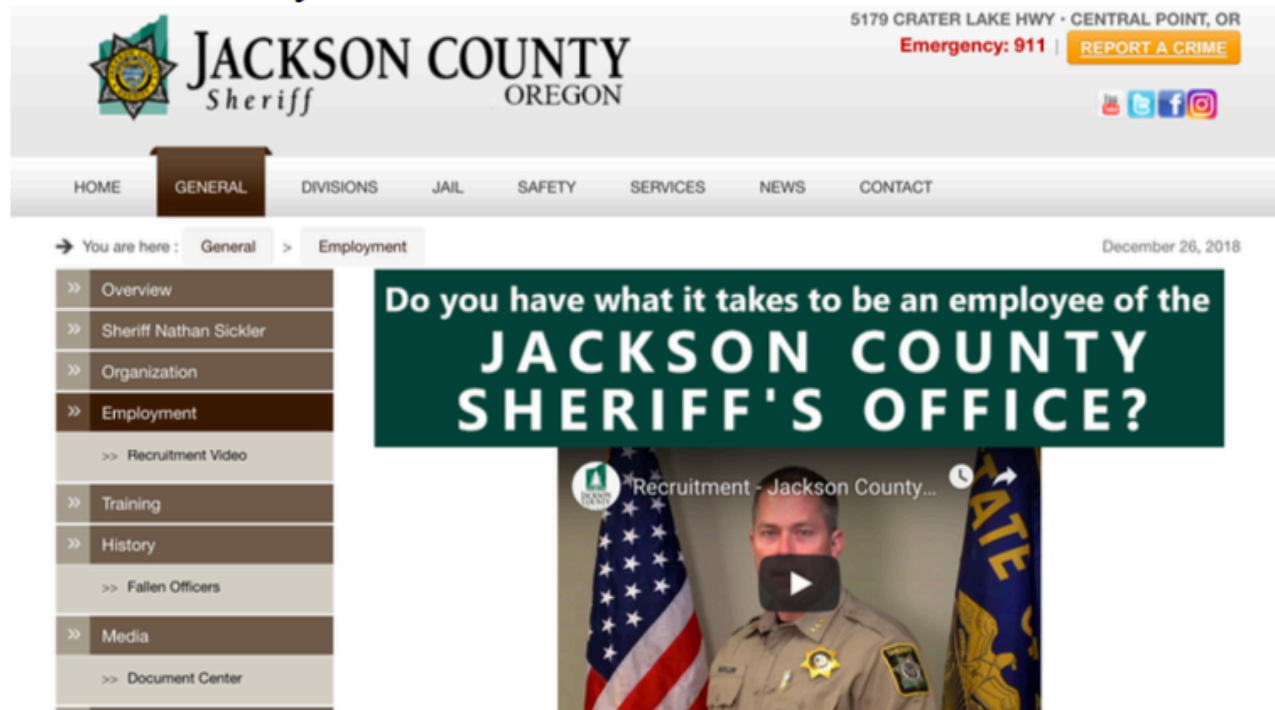 5179 CRATER LAKE HWY · CENTRAL POINT, OR
JACKSON COUNTY
Sheriff OREGON
Emergency: 911 | REPORT A CRIME
HOME GENERAL DIVISIONS JAIL SAFETY SERVICES NEWS CONTACT
You are here : General > Employment
December 26, 2018
Overview
Sheriff Nathan Sickler
Organization
Employment
>> Recruitment Video
Training
History
>> Fallen Officers
Media
>> Document Center
Do you have what it takes to be an employee of the
JACKSON COUNTY
SHERIFF'S OFFICE?
JACKSON
COUNTY
Recruitment - Jackson County...
STATE